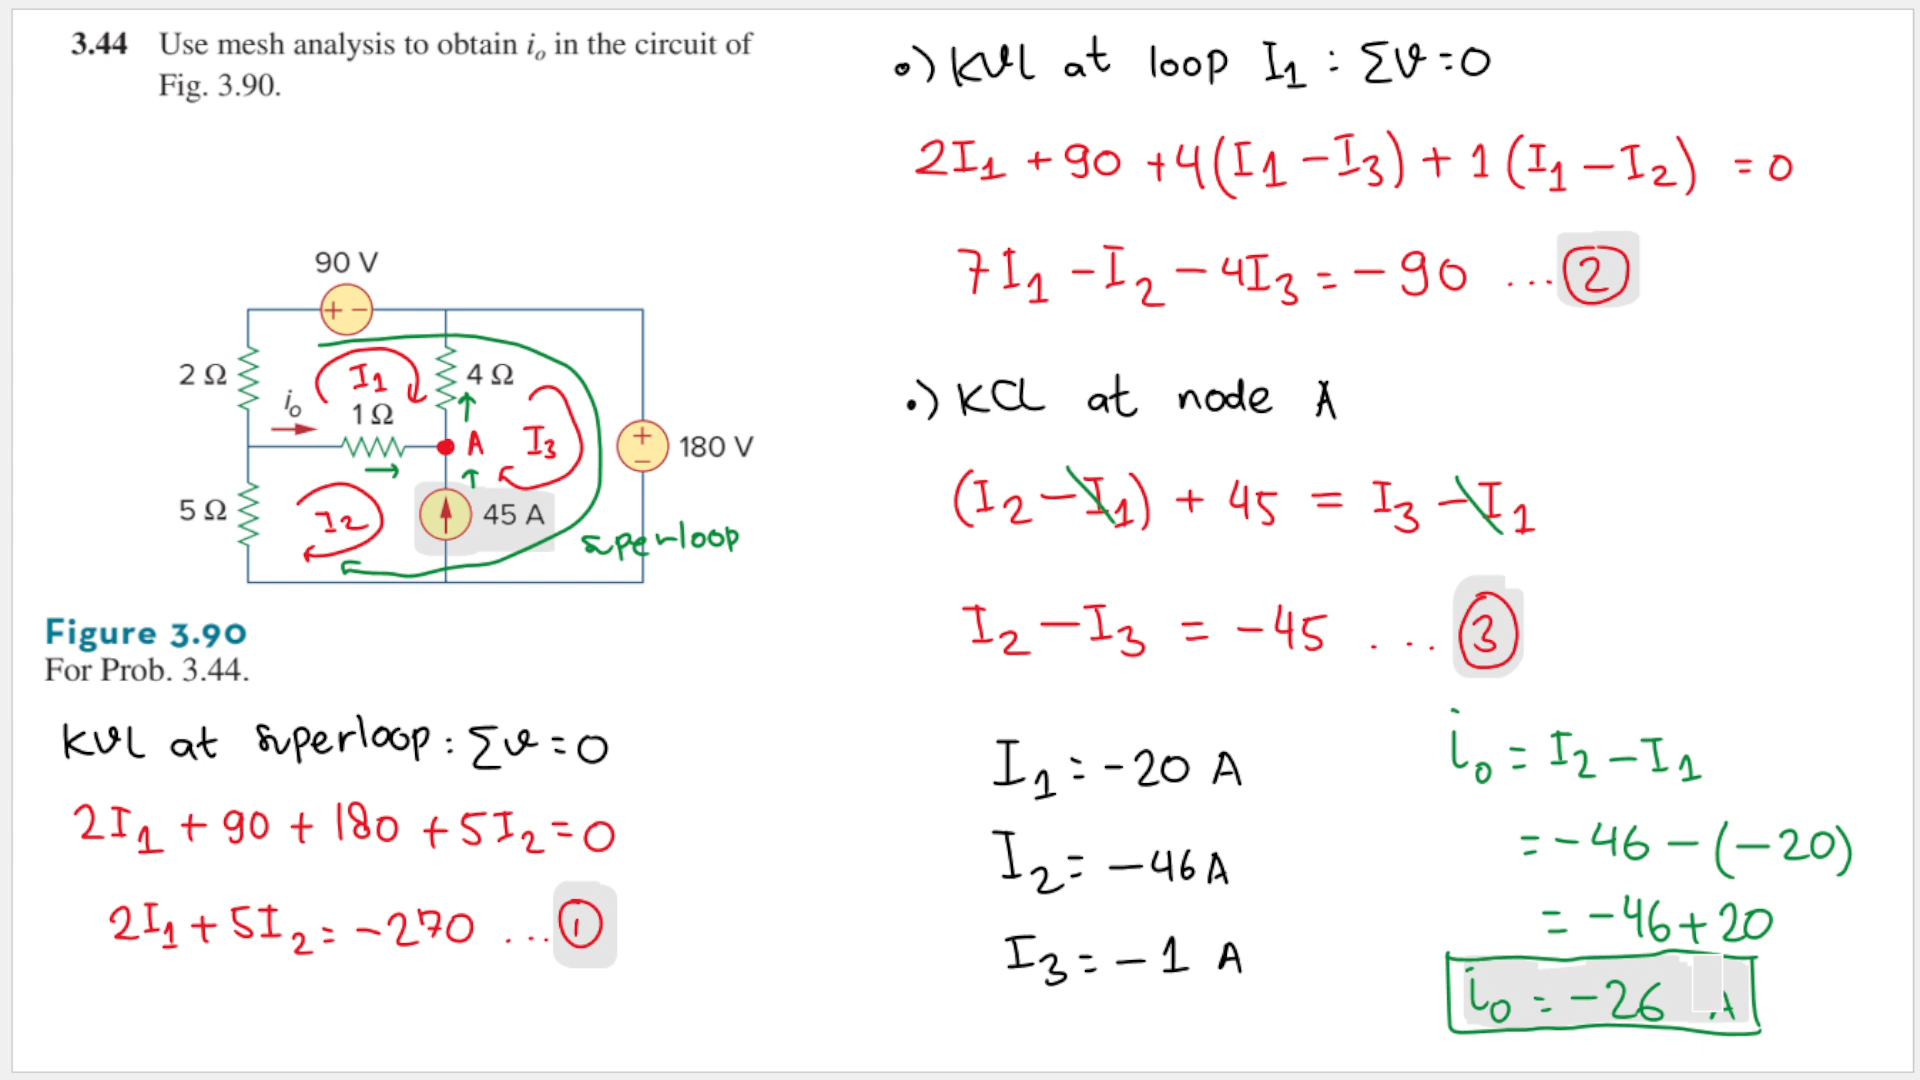 3.44 Use mesh analysis to obtain i₀ in the circuit of
Fig. 3.90.
90 V
+ −
2 Ω
I₁
4 Ω
i₀
1 Ω
A
I₃
+
−
180 V
5 Ω
I₂
45 A
superloop
Figure 3.90
For Prob. 3.44.
KVL at superloop : Σv = 0
2I₁ + 90 + 180 + 5I₂ = 0
2I₁ + 5I₂ = -270 ... ①
•) KVL at loop I₁ : Σv = 0
2I₁ + 90 + 4(I₁ - I₃) + 1(I₁ - I₂) = 0
7I₁ - I₂ - 4I₃ = -90 ... ②
•) KCL at node A
(I₂ - I₁) + 45 = I₃ - I₁
I₂ - I₃ = -45 ... ③
I₁ = -20 A
I₂ = -46 A
I₃ = -1 A
i₀ = I₂ - I₁
= -46 - (-20)
= -46 + 20
i₀ = -26 A